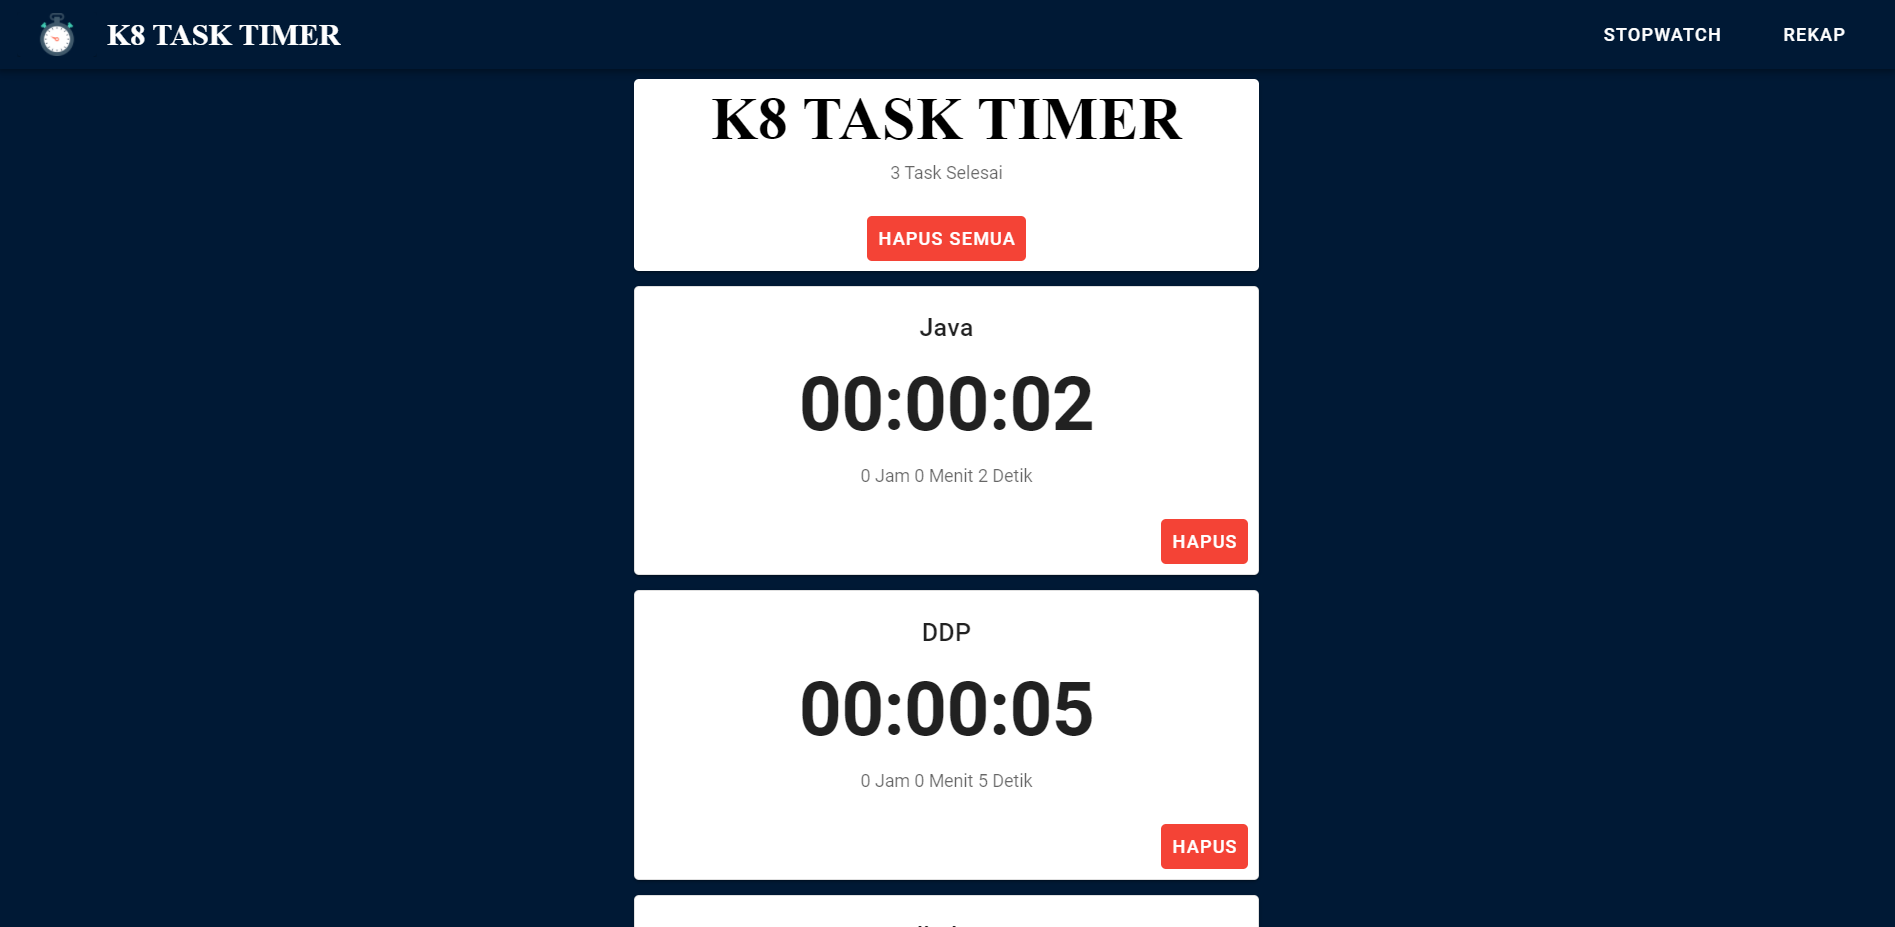 K8 TASK TIMER
STOPWATCH
REKAP
K8 TASK TIMER
3 Task Selesai
HAPUS SEMUA
Java
00:00:02
0 Jam 0 Menit 2 Detik
HAPUS
DDP
00:00:05
0 Jam 0 Menit 5 Detik
HAPUS